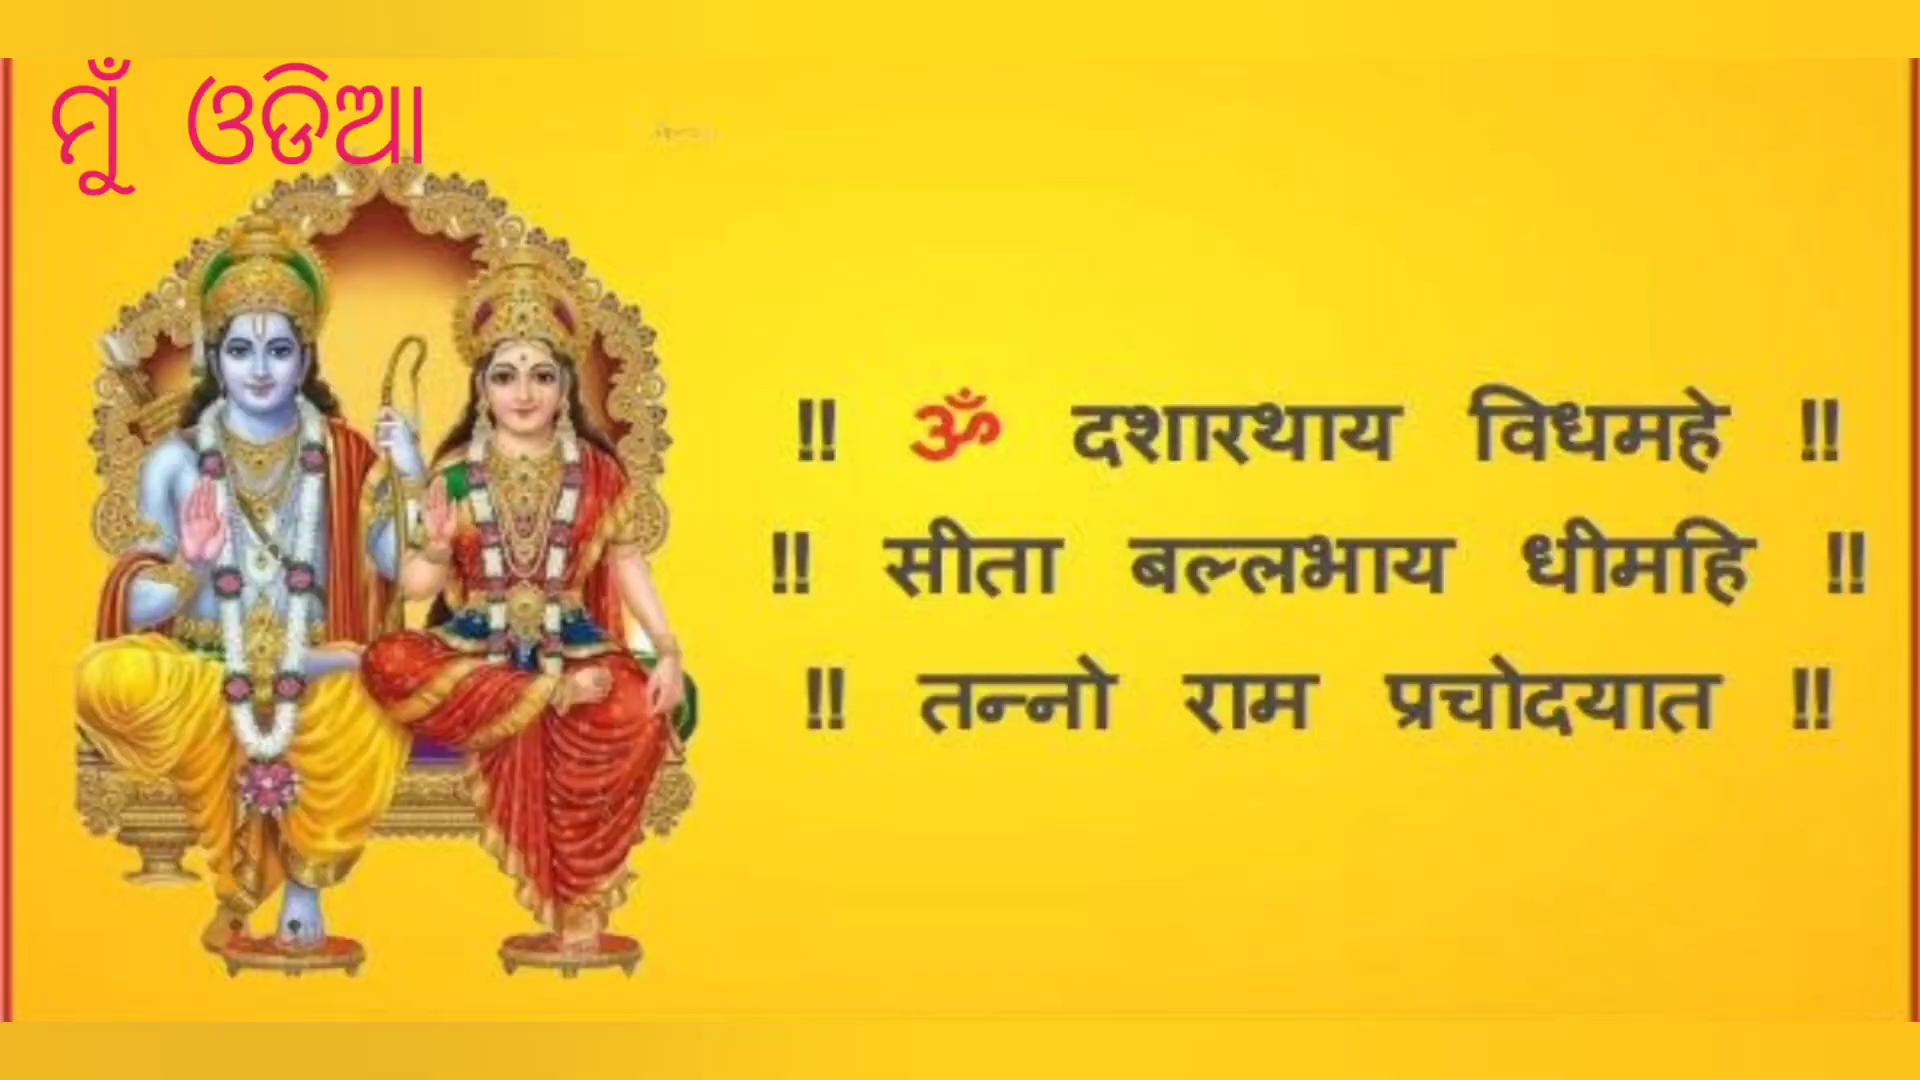 ମୁଁ ଓଡିଆ
!! ॐ दशारथाय विधमहे !!
!! सीता बल्लभाय धीमहि !!
!! तन्नो राम प्रचोदयात !!